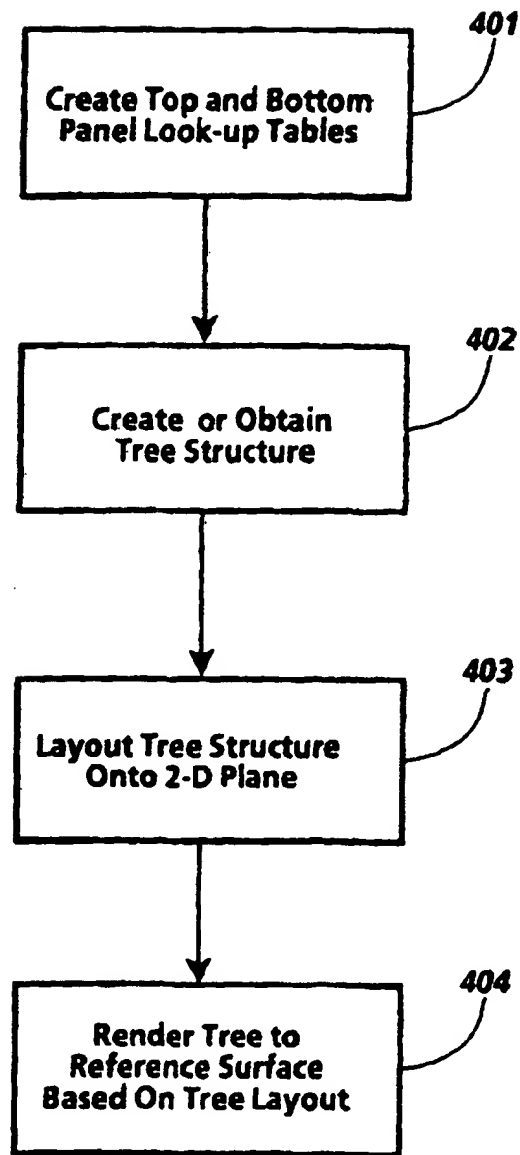 401
Create Top and Bottom
Panel Look-up Tables
402
Create or Obtain
Tree Structure
403
Layout Tree Structure
Onto 2-D Plane
404
Render Tree to
Reference Surface
Based On Tree Layout